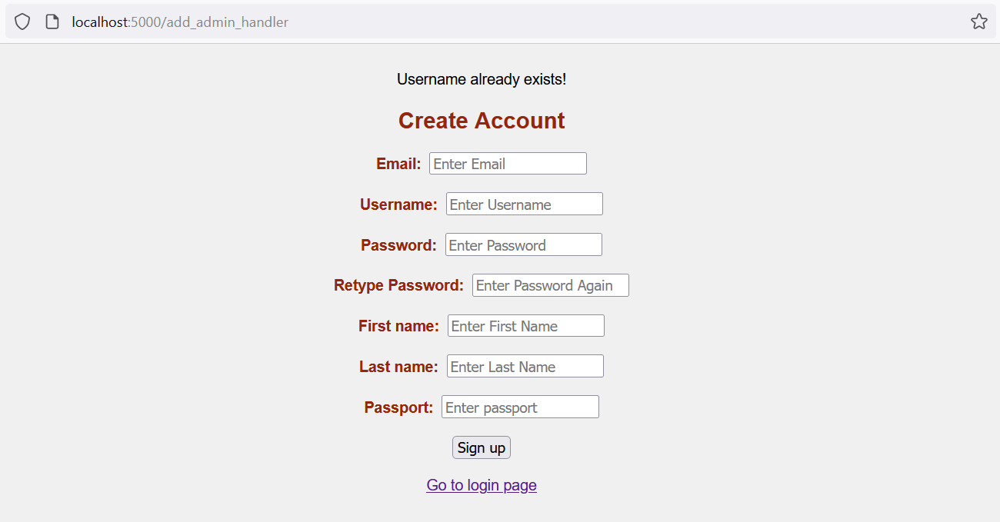 localhost:5000/add_admin_handler
Username already exists!
Create Account
Email: Enter Email
Username: Enter Username
Password: Enter Password
Retype Password: Enter Password Again
First name: Enter First Name
Last name: Enter Last Name
Passport: Enter passport
Sign up
Go to login page